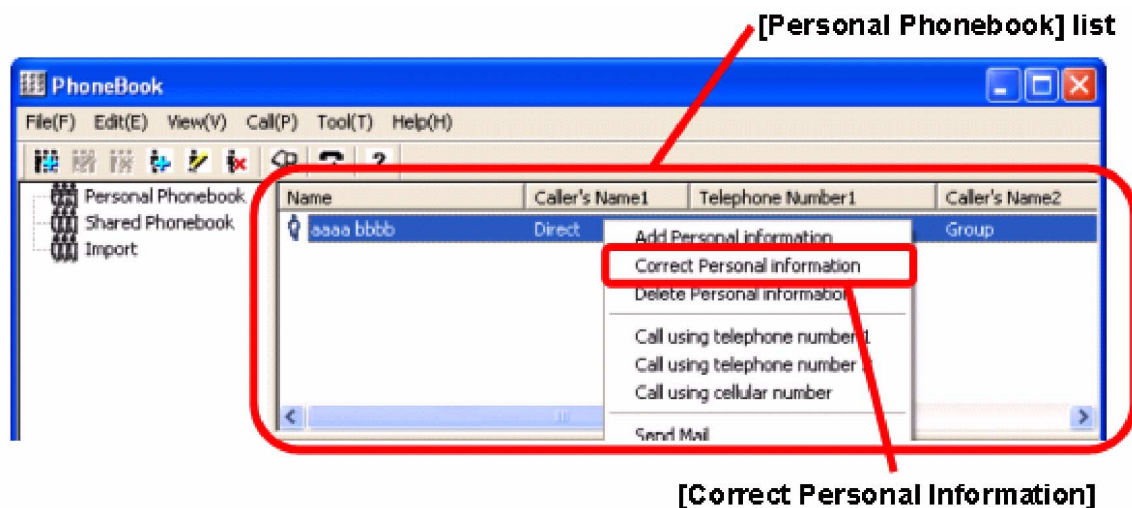 [Personal Phonebook] list
PhoneBook
File(F) Edit(E) View(V) Call(P) Tool(T) Help(H)
Personal Phonebook
Shared Phonebook
Import
Name Caller's Name1 Telephone Number1 Caller's Name2
aaaa bbbb Direct Group
Add Personal information
Correct Personal information
Delete Personal information
Call using telephone number 1
Call using telephone number
Call using cellular number
Send Mail
[Correct Personal Information]